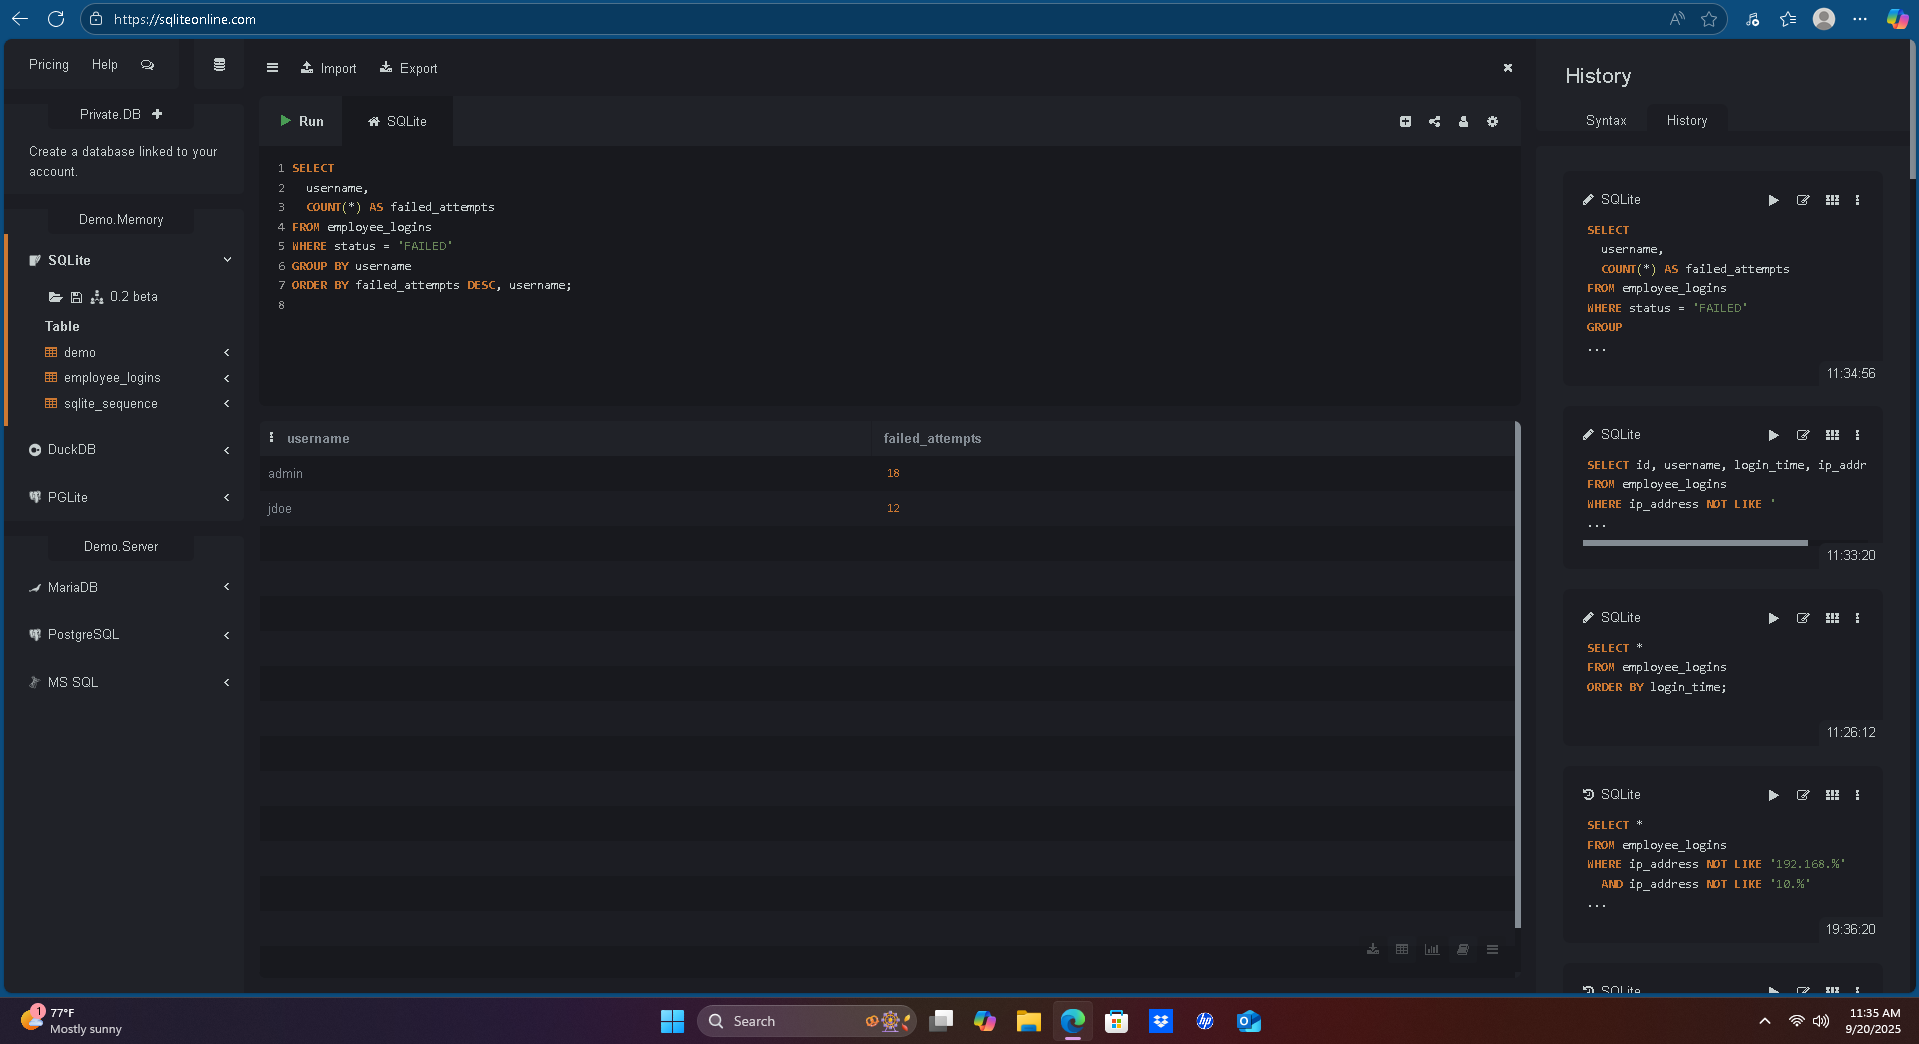 https://sqliteonline.com
Pricing Help
Private.DB
Create a database linked to your
account.
Demo.Memory
SQLite
0.2 beta
Table
demo
employee_logins
sqlite_sequence
DuckDB
PGLite
Demo.Server
MariaDB
PostgreSQL
MS SQL
Import Export
Run SQLite
1 SELECT
2 username,
3 COUNT(*) AS failed_attempts
4 FROM employee_logins
5 WHERE status = 'FAILED'
6 GROUP BY username
7 ORDER BY failed_attempts DESC, username;
8
username failed_attempts
admin 18
jdoe 12
History
Syntax History
SQLite
SELECT
username,
COUNT(*) AS failed_attempts
FROM employee_logins
WHERE status = 'FAILED'
GROUP
...
11:34:56
SQLite
SELECT id, username, login_time, ip_addr
FROM employee_logins
WHERE ip_address NOT LIKE '
...
11:33:20
SQLite
SELECT *
FROM employee_logins
ORDER BY login_time;
11:26:12
SQLite
SELECT *
FROM employee_logins
WHERE ip_address NOT LIKE '192.168.%'
AND ip_address NOT LIKE '10.%'
...
19:36:20
SQLite
1
77°F
Mostly sunny
Search
hp
11:35 AM
9/20/2025